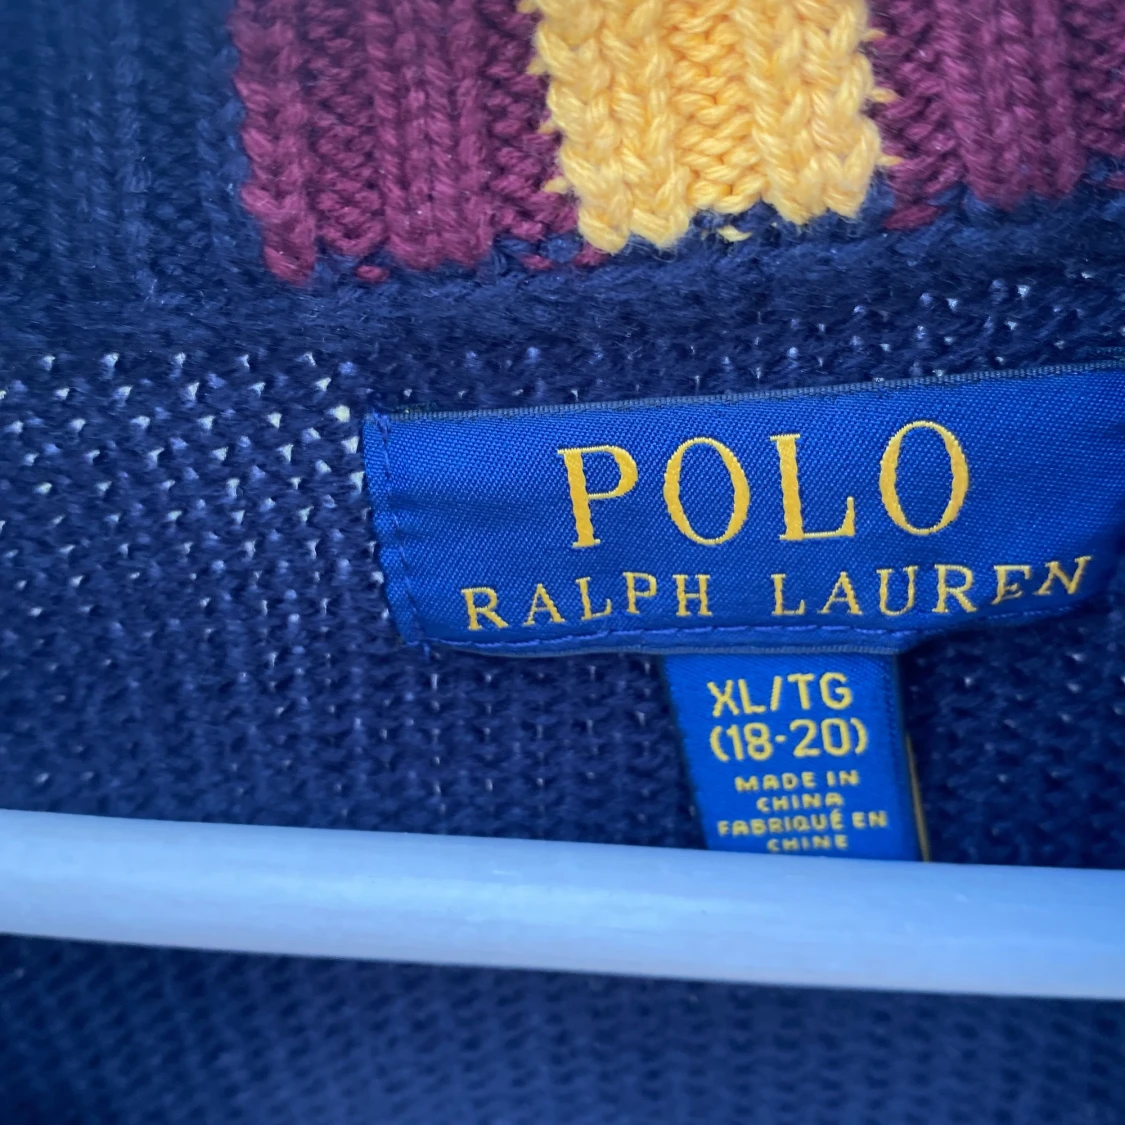 POLO
RALPH LAUREN
XL/TG
(18-20)
MADE IN
CHINA
FABRIQUÉ EN
CHINE